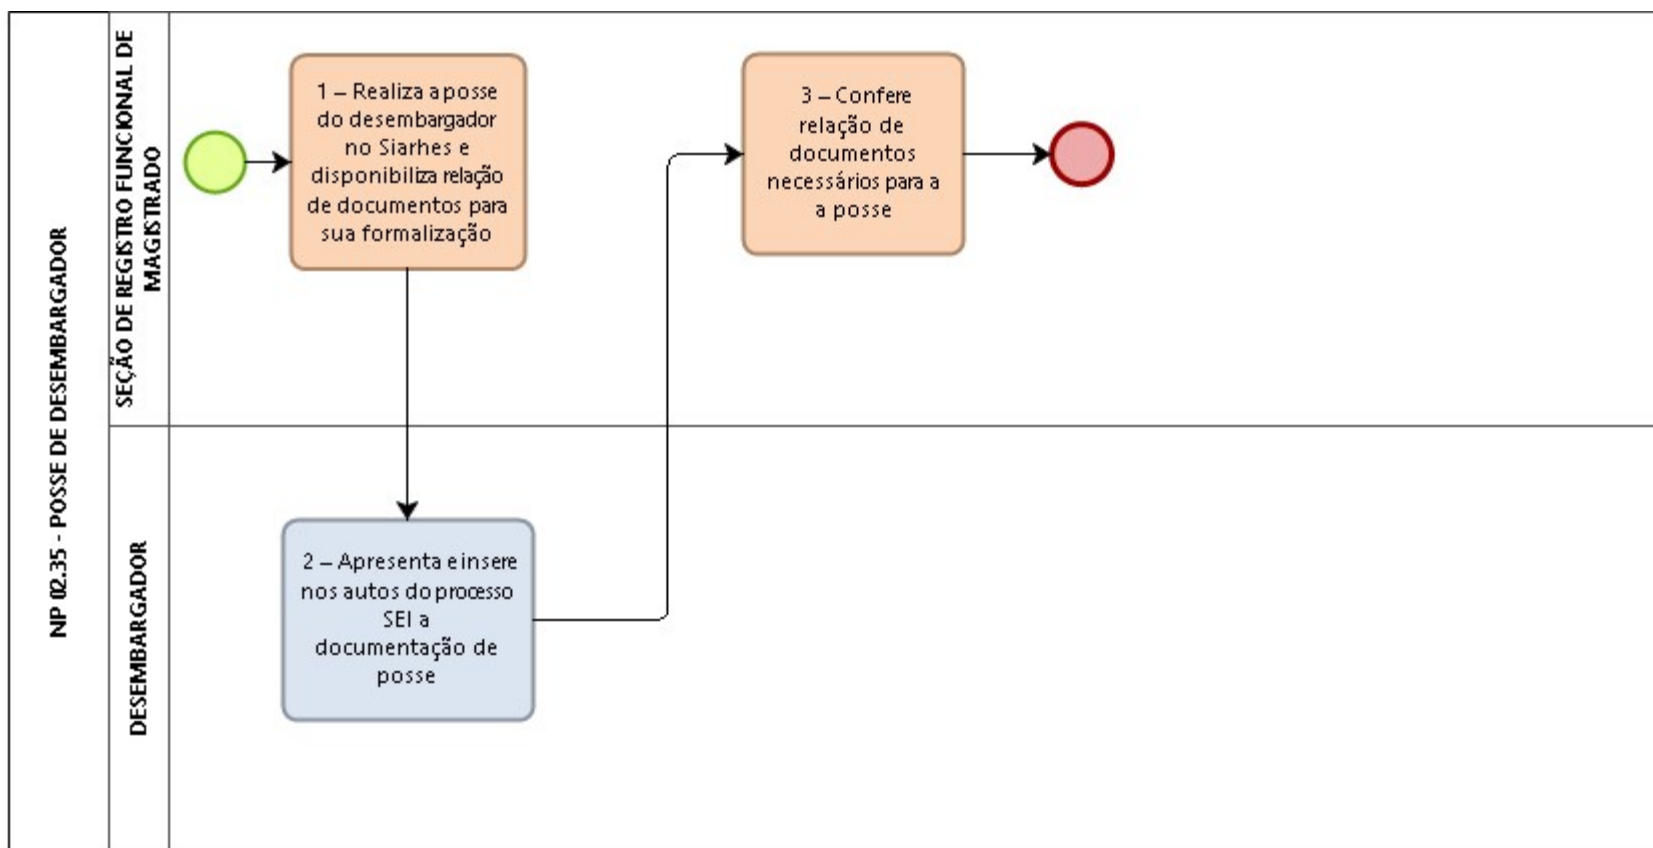 NP 02.35 - POSSE DE DESEMBARGADOR
SEÇÃO DE REGISTRO FUNCIONAL DE
MAGISTRADO
1 – Realiza a posse
do desembargador
no Siarhes e
disponibiliza relação
de documentos para
sua formalização
3 – Confere
relação de
documentos
necessários para a
a posse
DESEMBARGADOR
2 – Apresenta e insere
nos autos do processo
SEI a
documentação de
posse